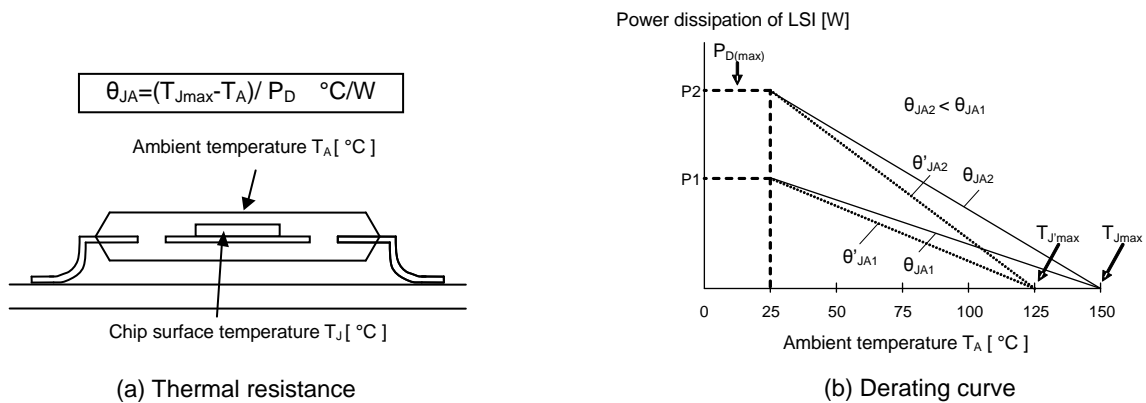 θJA=(TJmax-TA)/ PD °C/W
Ambient temperature TA [ °C]
Chip surface temperature TJ [ °C]
(a) Thermal resistance
Power dissipation of LSI [W]
PD(max)
P2
θJA2 < θJA1
θ'JA2
θJA2
P1
TJ'max
TJmax
θ'JA1
θJA1
0 25 50 75 100 125 150
Ambient temperature TA [ °C]
(b) Derating curve